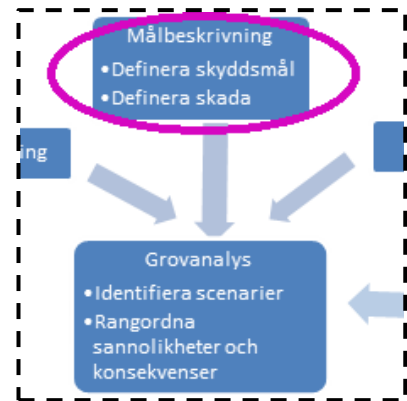 Målbeskrivning
•Definera skyddsmål
•Definera skada
ing
Grovanalys
•Identifiera scenarier
•Rangordna
sannolikheter och
konsekvenser